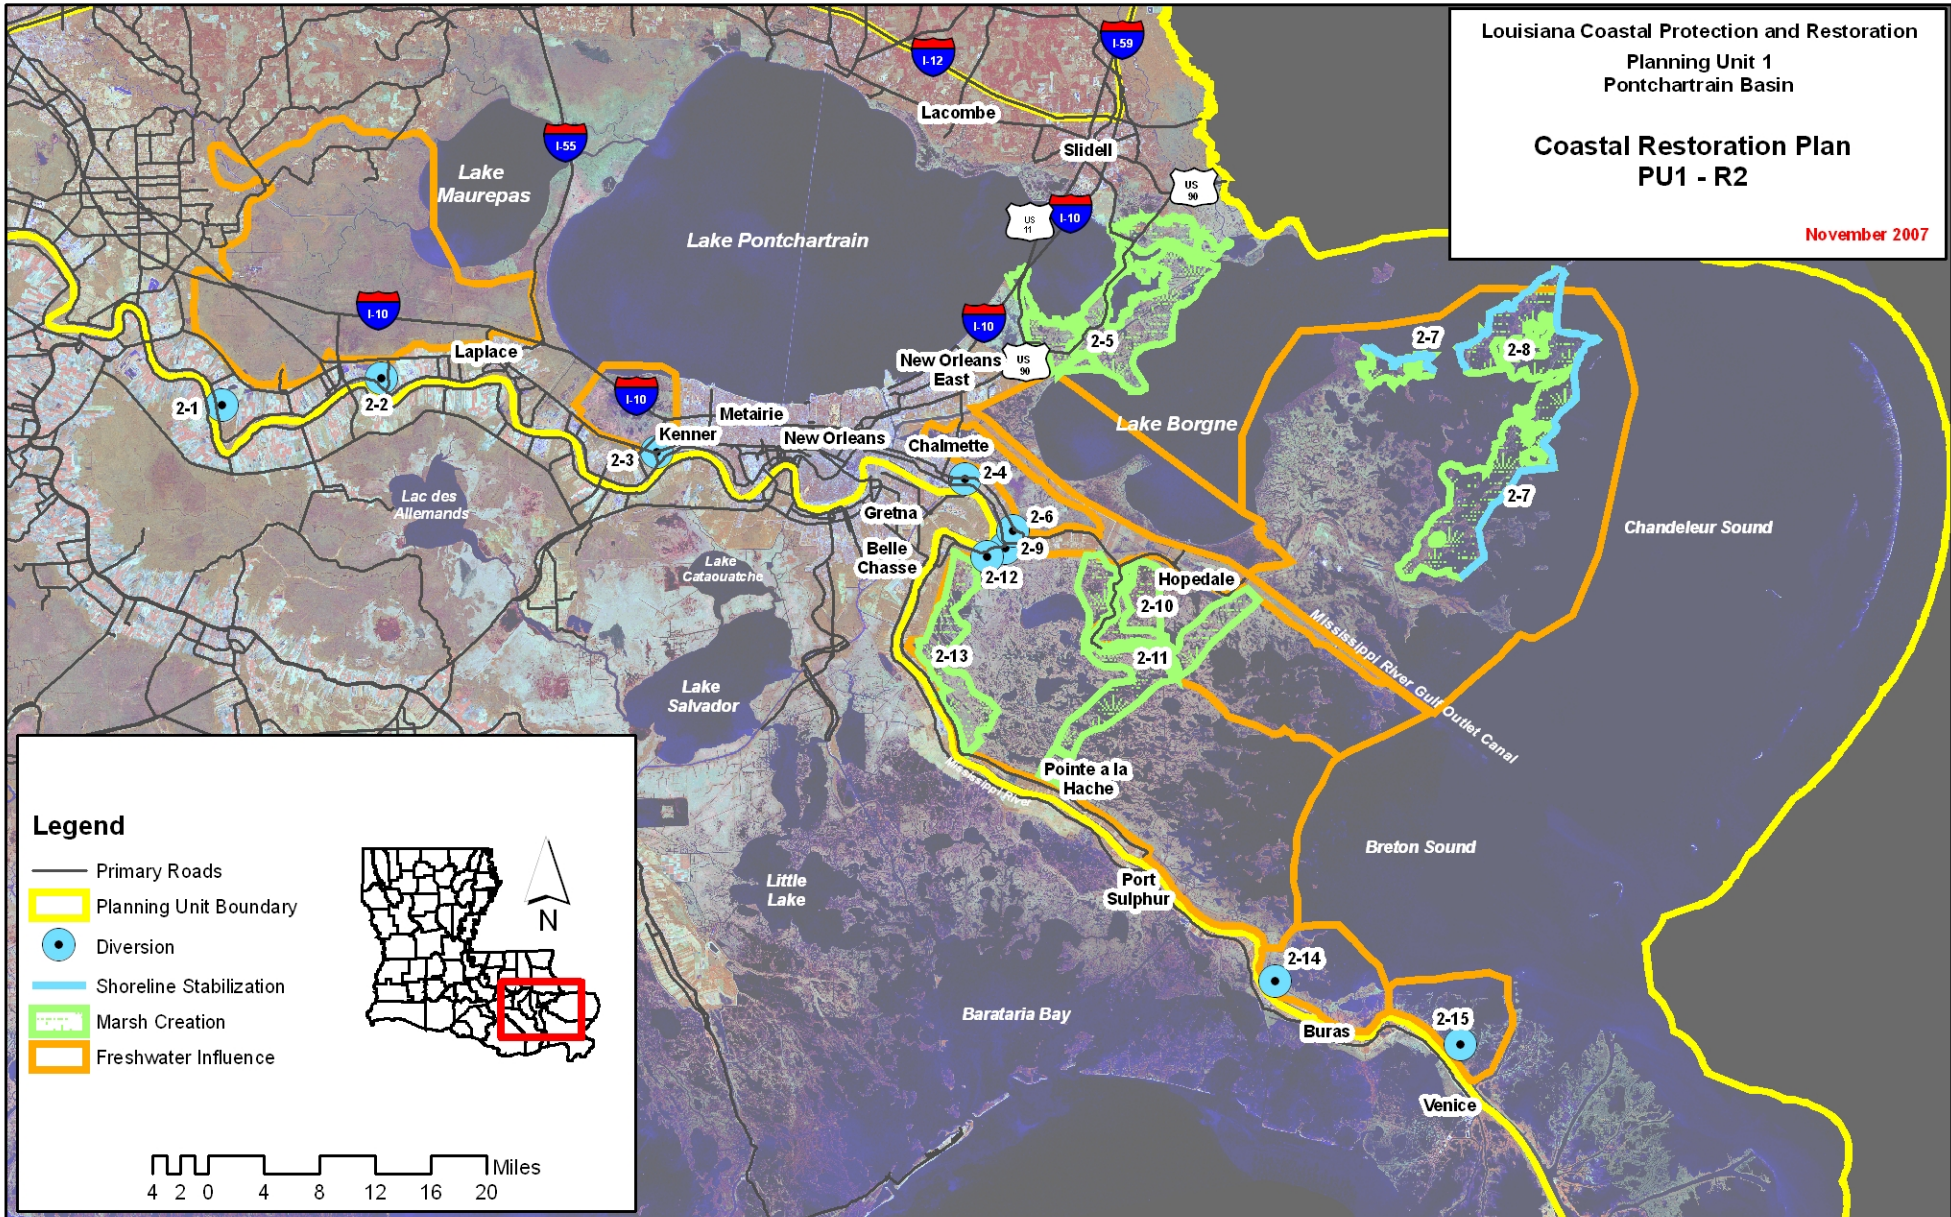 Louisiana Coastal Protection and Restoration
Planning Unit 1
Pontchartrain Basin
Coastal Restoration Plan
PU1 - R2
November 2007
I-59
I-12
Lacombe
Slidell
I-55
Lake
Maurepas
US
90
US
11
I-10
Lake Pontchartrain
I-10
I-10
2-5
2-7
2-8
Laplace
New Orleans
East
US
90
I-10
2-1
2-2
Metairie
Lake Borgne
Kenner
New Orleans
Chalmette
2-3
2-4
2-7
Lac des
Allemands
Gretna
2-6
Chandeleur Sound
Belle
Chasse
2-9
2-12
Lake
Cataouatche
Hopedale
2-10
Mississippi River Gulf Outlet Canal
2-13
2-11
Lake
Salvador
Mississippi River
Pointe a la
Hache
Breton Sound
Port
Sulphur
Little
Lake
2-14
Barataria Bay
Buras
2-15
Venice
Legend
Primary Roads
Planning Unit Boundary
Diversion
Shoreline Stabilization
Marsh Creation
Freshwater Influence
N
Miles
4 2 0 4 8 12 16 20